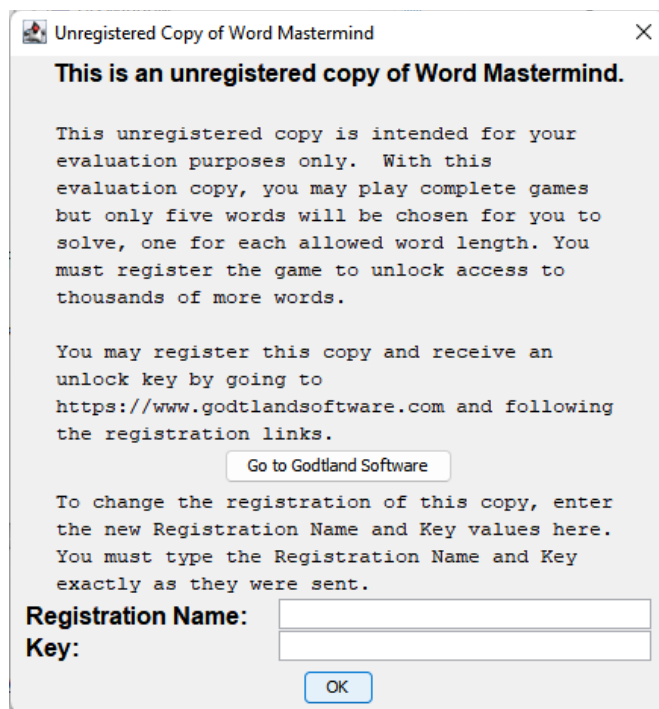 Unregistered Copy of Word Mastermind
This is an unregistered copy of Word Mastermind.
This unregistered copy is intended for your
evaluation purposes only.  With this
evaluation copy, you may play complete games
but only five words will be chosen for you to
solve, one for each allowed word length. You
must register the game to unlock access to
thousands of more words.
You may register this copy and receive an
unlock key by going to
https://www.godtlandsoftware.com and following
the registration links.
Go to Godtland Software
To change the registration of this copy, enter
the new Registration Name and Key values here.
You must type the Registration Name and Key
exactly as they were sent.
Registration Name:
Key:
OK